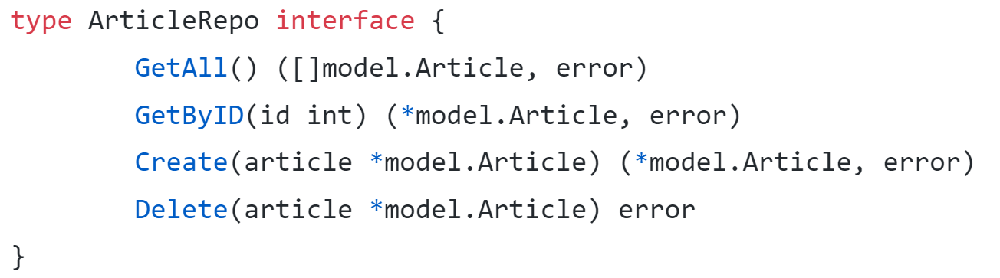 type ArticleRepo interface {
GetAll() ([]model.Article, error)
GetByID(id int) (*model.Article, error)
Create(article *model.Article) (*model.Article, error)
Delete(article *model.Article) error
}